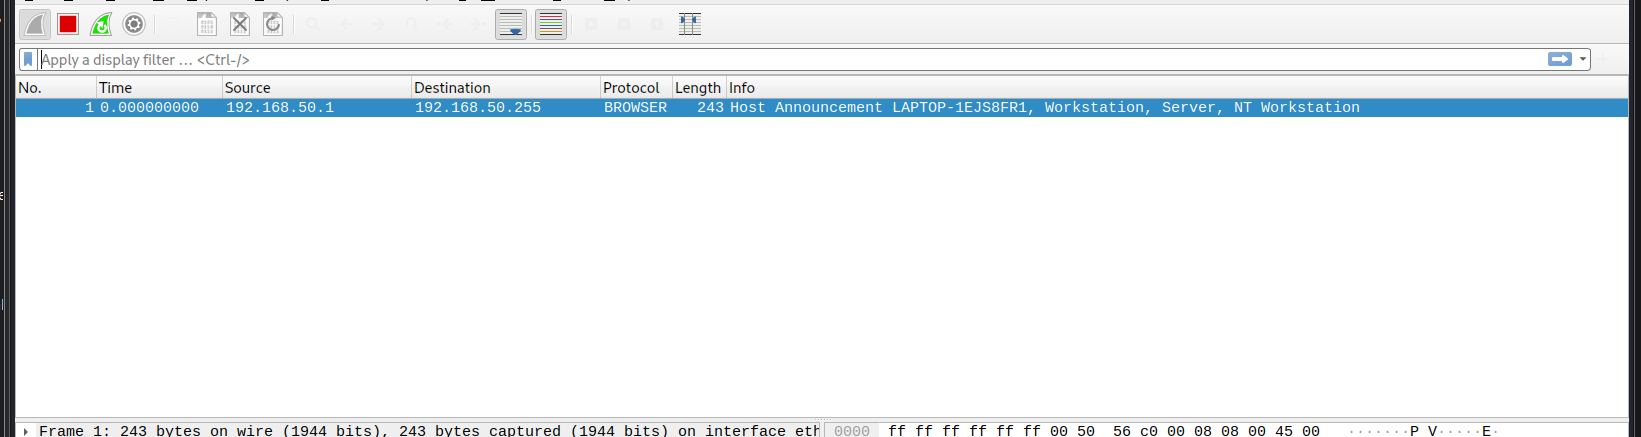 Apply a display filter … <Ctrl-/>
No. Time Source Destination Protocol Length Info
1 0.000000000 192.168.50.1 192.168.50.255 BROWSER 243 Host Announcement LAPTOP-1EJS8FR1, Workstation, Server, NT Workstation
Frame 1: 243 bytes on wire (1944 bits), 243 bytes captured (1944 bits) on interface eth 0000 ff ff ff ff ff ff 00 50 56 c0 00 08 08 00 45 00 ·······P V·····E·